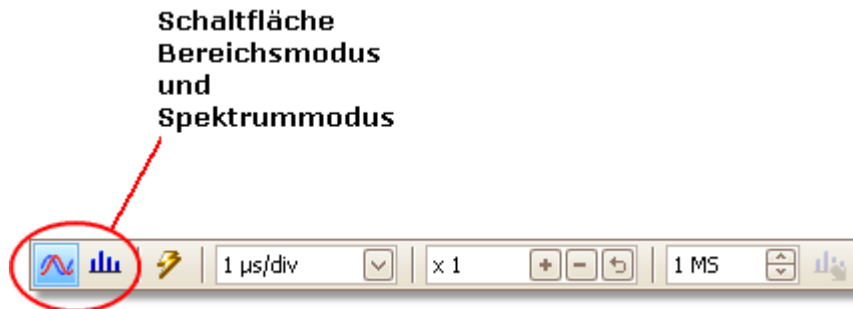 Schaltfläche
Bereichsmodus
und
Spektrummodus
1 µs/div x 1 1 MS